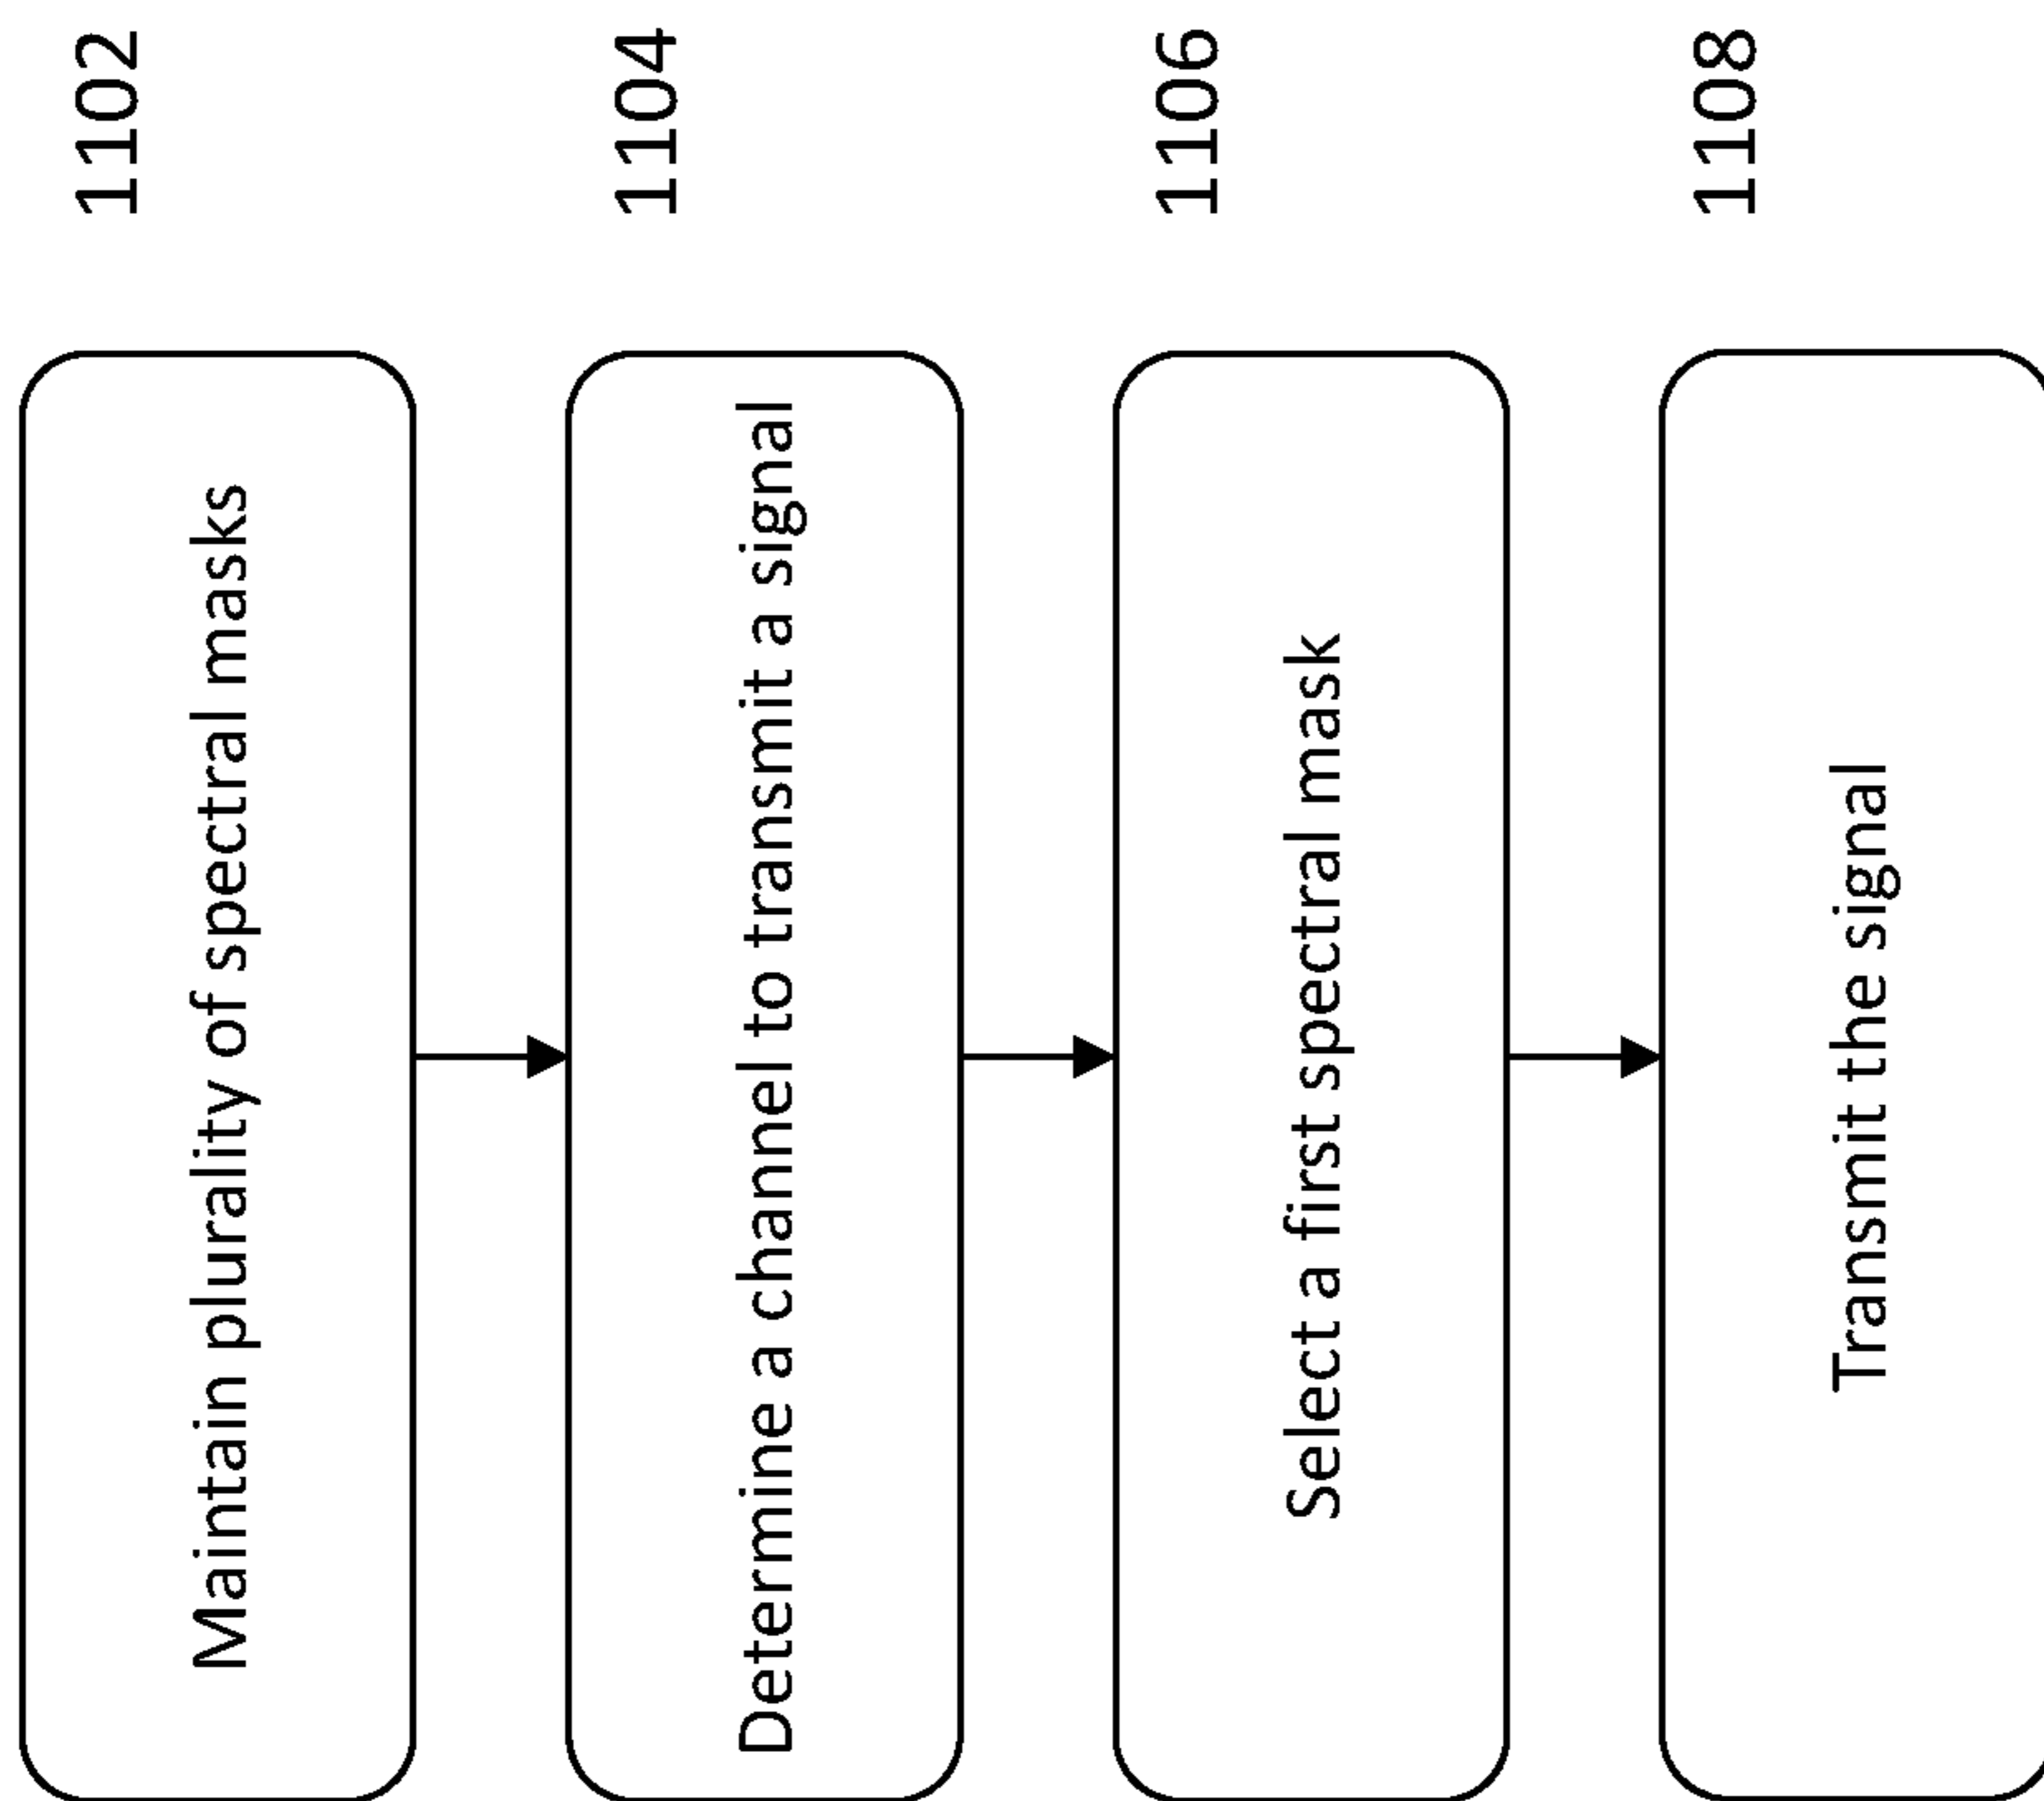 Maintain plurality of spectral masks
1102
Determine a channel to transmit a signal
1104
Select a first spectral mask
1106
Transmit the signal
1108